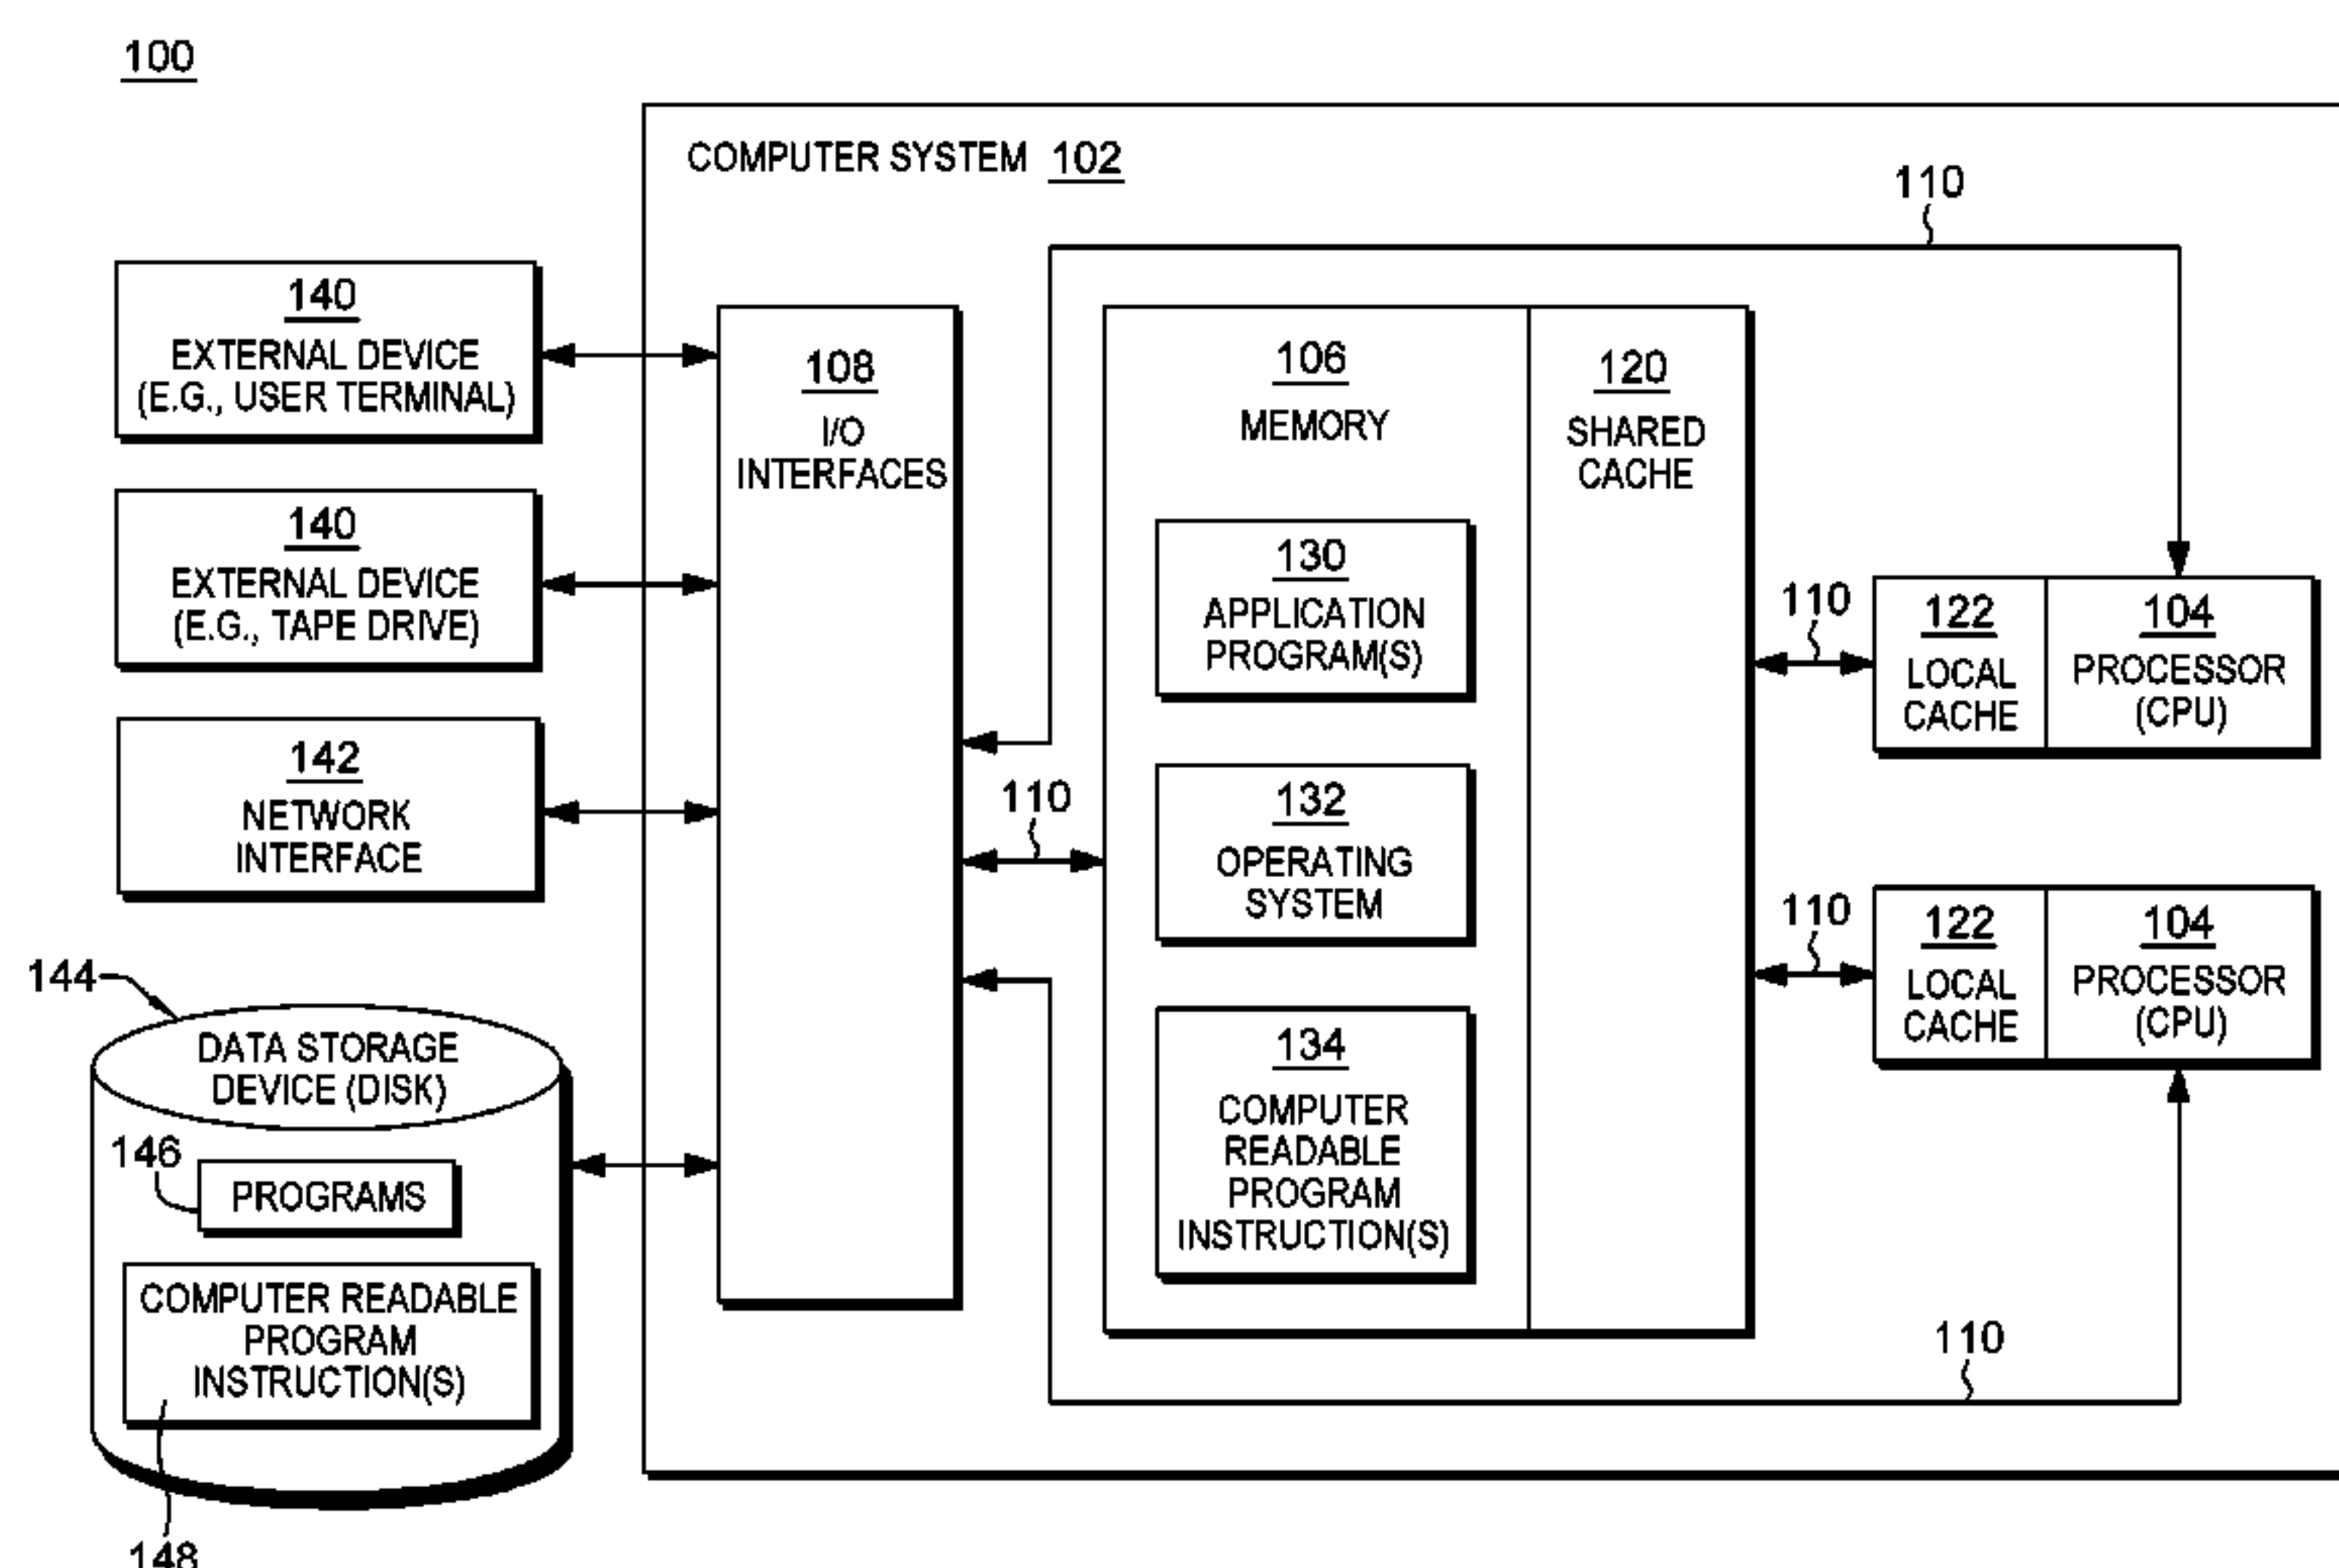 100
COMPUTER SYSTEM 102
110
140
EXTERNAL DEVICE
(E.G., USER TERMINAL)
140
EXTERNAL DEVICE
(E.G., TAPE DRIVE)
142
NETWORK
INTERFACE
144
DATA STORAGE
DEVICE (DISK)
146
PROGRAMS
COMPUTER READABLE
PROGRAM
INSTRUCTION(S)
148
108
I/O
INTERFACES
110
106
MEMORY
130
APPLICATION
PROGRAM(S)
132
OPERATING
SYSTEM
134
COMPUTER
READABLE
PROGRAM
INSTRUCTION(S)
120
SHARED
CACHE
110
122
LOCAL
CACHE
104
PROCESSOR
(CPU)
110
122
LOCAL
CACHE
104
PROCESSOR
(CPU)
110